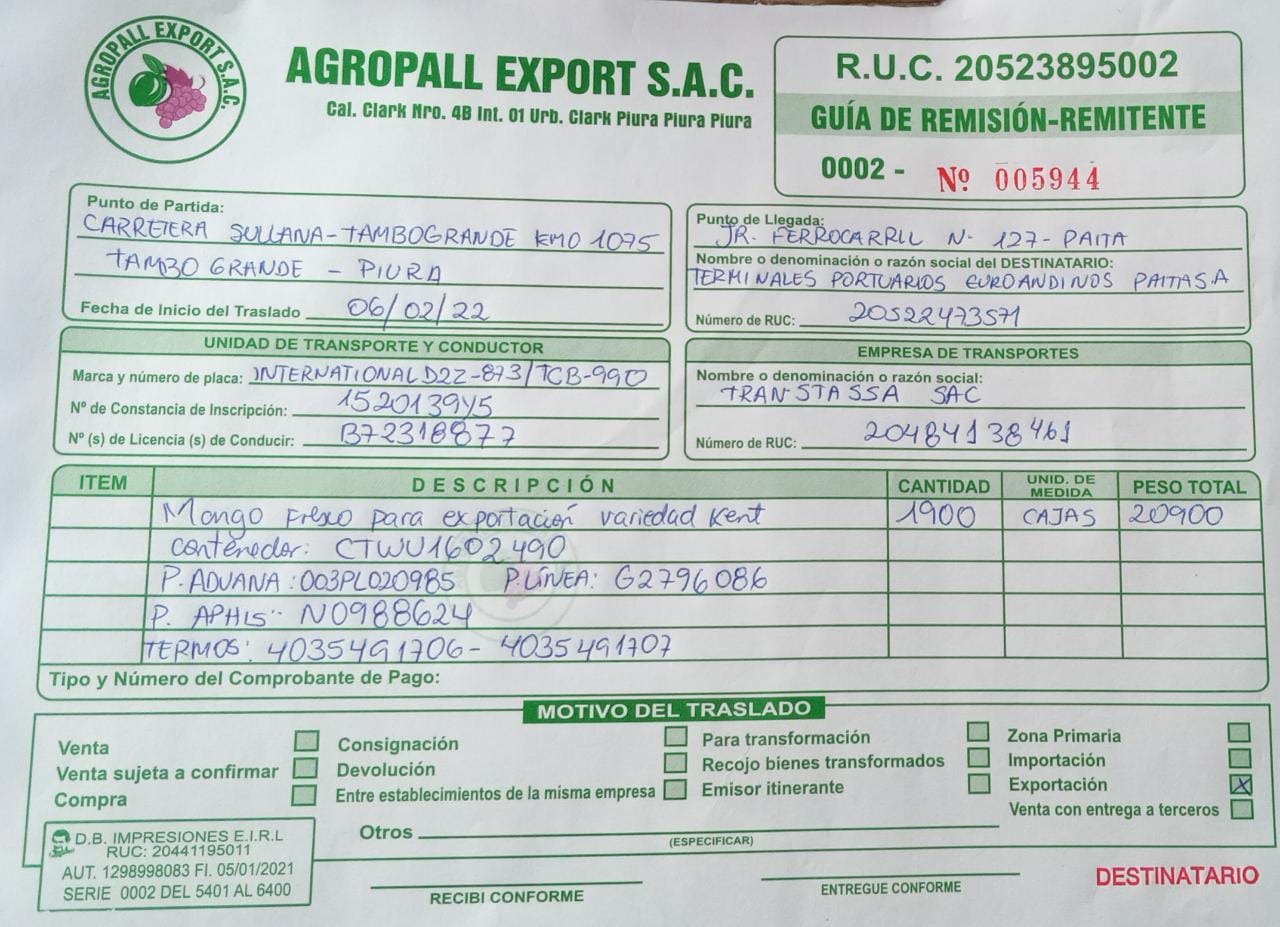 AGROPALL EXPORT S.A.C.
AGROPALL EXPORT S.A.C.
Cal. Clark Nro. 4B Int. 01 Urb. Clark Piura Piura Piura
R.U.C. 20523895002
GUÍA DE REMISIÓN-REMITENTE
0002 - Nº 005944
Punto de Partida:
CARRETERA SULLANA-TAMBOGRANDE KMO 1075
TAMBO GRANDE - PIURA
Fecha de Inicio del Traslado 06/02/22
Punto de Llegada:
JR. FERROCARRIL N- 127- PAITA
Nombre o denominación o razón social del DESTINATARIO:
TERMINALES PORTUARIOS EUROANDINOS PAITA S.A
Número de RUC: 20522473571
UNIDAD DE TRANSPORTE Y CONDUCTOR
Marca y número de placa: INTERNATIONAL D2Z-873/TCB-990
Nº de Constancia de Inscripción: 152013945
Nº (s) de Licencia (s) de Conducir: B72318877
EMPRESA DE TRANSPORTES
Nombre o denominación o razón social:
TRANSTASSA SAC
Número de RUC: 20484138461
ITEM DESCRIPCIÓN CANTIDAD UNID. DE MEDIDA PESO TOTAL
Mango Fresco para exportación variedad Kent 1900 CAJAS 20900
Contenedor: CTWU1602490
P. ADUANA: 003PL020985 P. LÍNEA: G2796086
P. APHIS: N0988624
TERMOS: 4035491706- 4035491707
Tipo y Número del Comprobante de Pago:
MOTIVO DEL TRASLADO
Venta
Venta sujeta a confirmar
Compra
Consignación
Devolución
Entre establecimientos de la misma empresa
Para transformación
Recojo bienes transformados
Emisor itinerante
Zona Primaria
Importación
Exportación X
Venta con entrega a terceros
Otros
(ESPECIFICAR)
D.B. IMPRESIONES E.I.R.L
RUC: 20441195011
AUT. 1298998083 FI. 05/01/2021
SERIE 0002 DEL 5401 AL 6400
RECIBI CONFORME
ENTREGUE CONFORME
DESTINATARIO